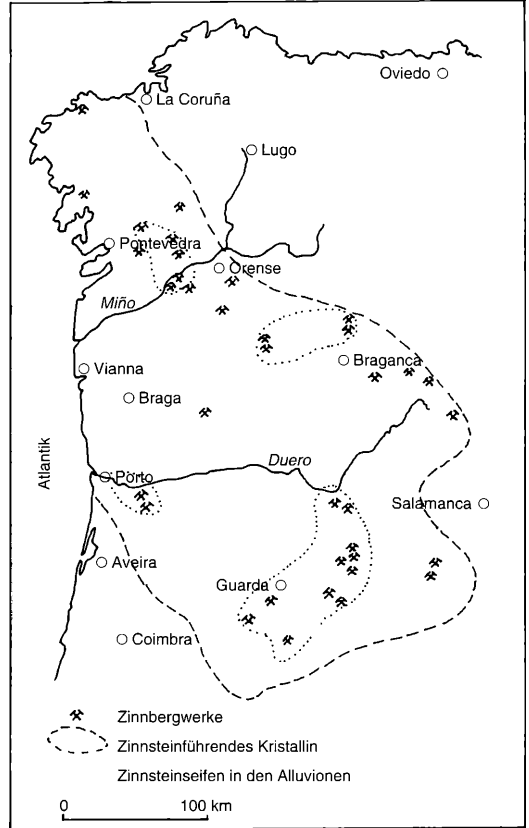 Oviedo
La Coruña
Lugo
Pontevedra
Orense
Miño
Vianna
Braganca
Braga
Atlantik
Duero
Porto
Salamanca
Aveira
Guarda
Coimbra
Zinnbergwerke
Zinnsteinführendes Kristallin
Zinnsteinseifen in den Alluvionen
0 100 km